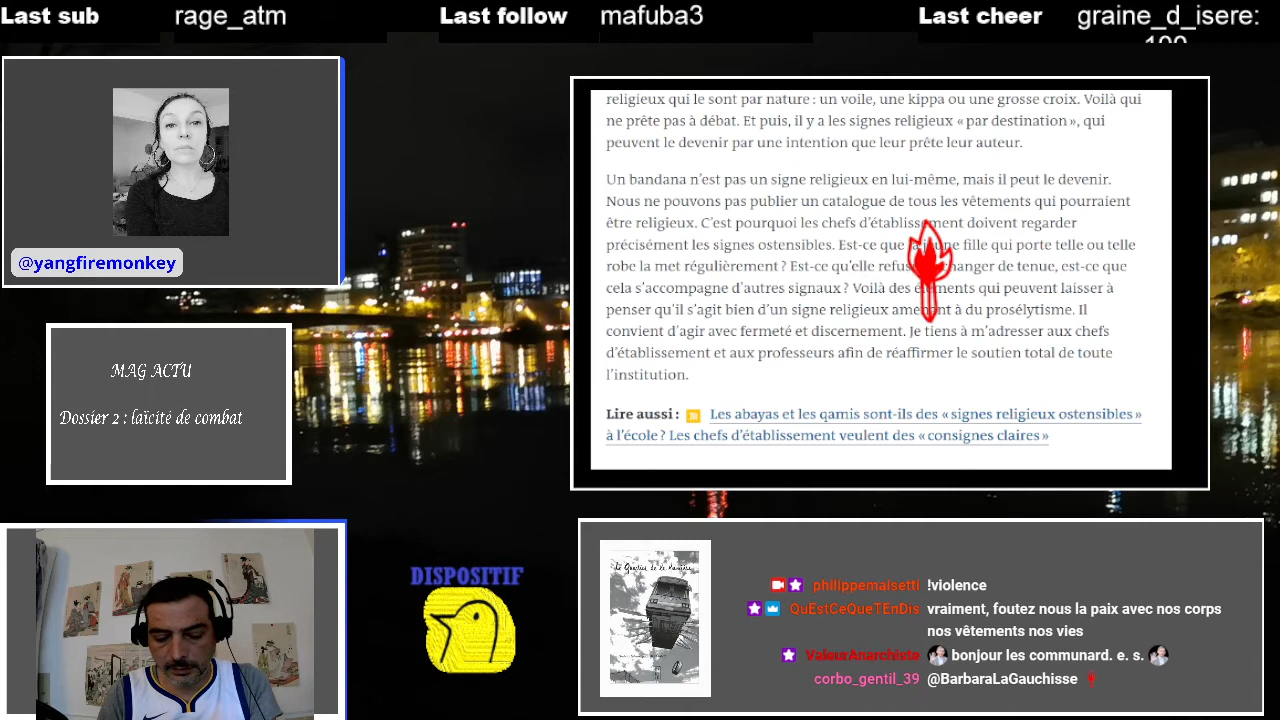 Last sub
rage_atm
Last follow
mafuba3
Last cheer
graine_d_isere:
100
@yangfiremonkey
MAG ACTU
Dossier 2 : laïcité de combat
religieux qui le sont par nature : un voile, une kippa ou une grosse croix. Voilà qui
ne prête pas à débat. Et puis, il y a les signes religieux « par destination », qui
peuvent le devenir par une intention que leur prête leur auteur.
Un bandana n'est pas un signe religieux en lui-même, mais il peut le devenir.
Nous ne pouvons pas publier un catalogue de tous les vêtements qui pourraient
être religieux. C'est pourquoi les chefs d'établissement doivent regarder
précisément les signes ostensibles. Est-ce que la jeune fille qui porte telle ou telle
robe la met régulièrement ? Est-ce qu'elle refuse de changer de tenue, est-ce que
cela s'accompagne d'autres signaux ? Voilà des éléments qui peuvent laisser à
penser qu'il s'agit bien d'un signe religieux amenant à du prosélytisme. Il
convient d'agir avec fermeté et discernement. Je tiens à m'adresser aux chefs
d'établissement et aux professeurs afin de réaffirmer le soutien total de toute
l'institution.
Lire aussi : Les abayas et les qamis sont-ils des « signes religieux ostensibles »
à l'école ? Les chefs d'établissement veulent des « consignes claires »
DISPOSITIF
philippemaisetti !violence
QuEstCeQueTEnDis vraiment, foutez nous la paix avec nos corps
nos vêtements nos vies
ValeurAnarchiste bonjour les communard. e. s.
corbo_gentil_39 @BarbaraLaGauchisse